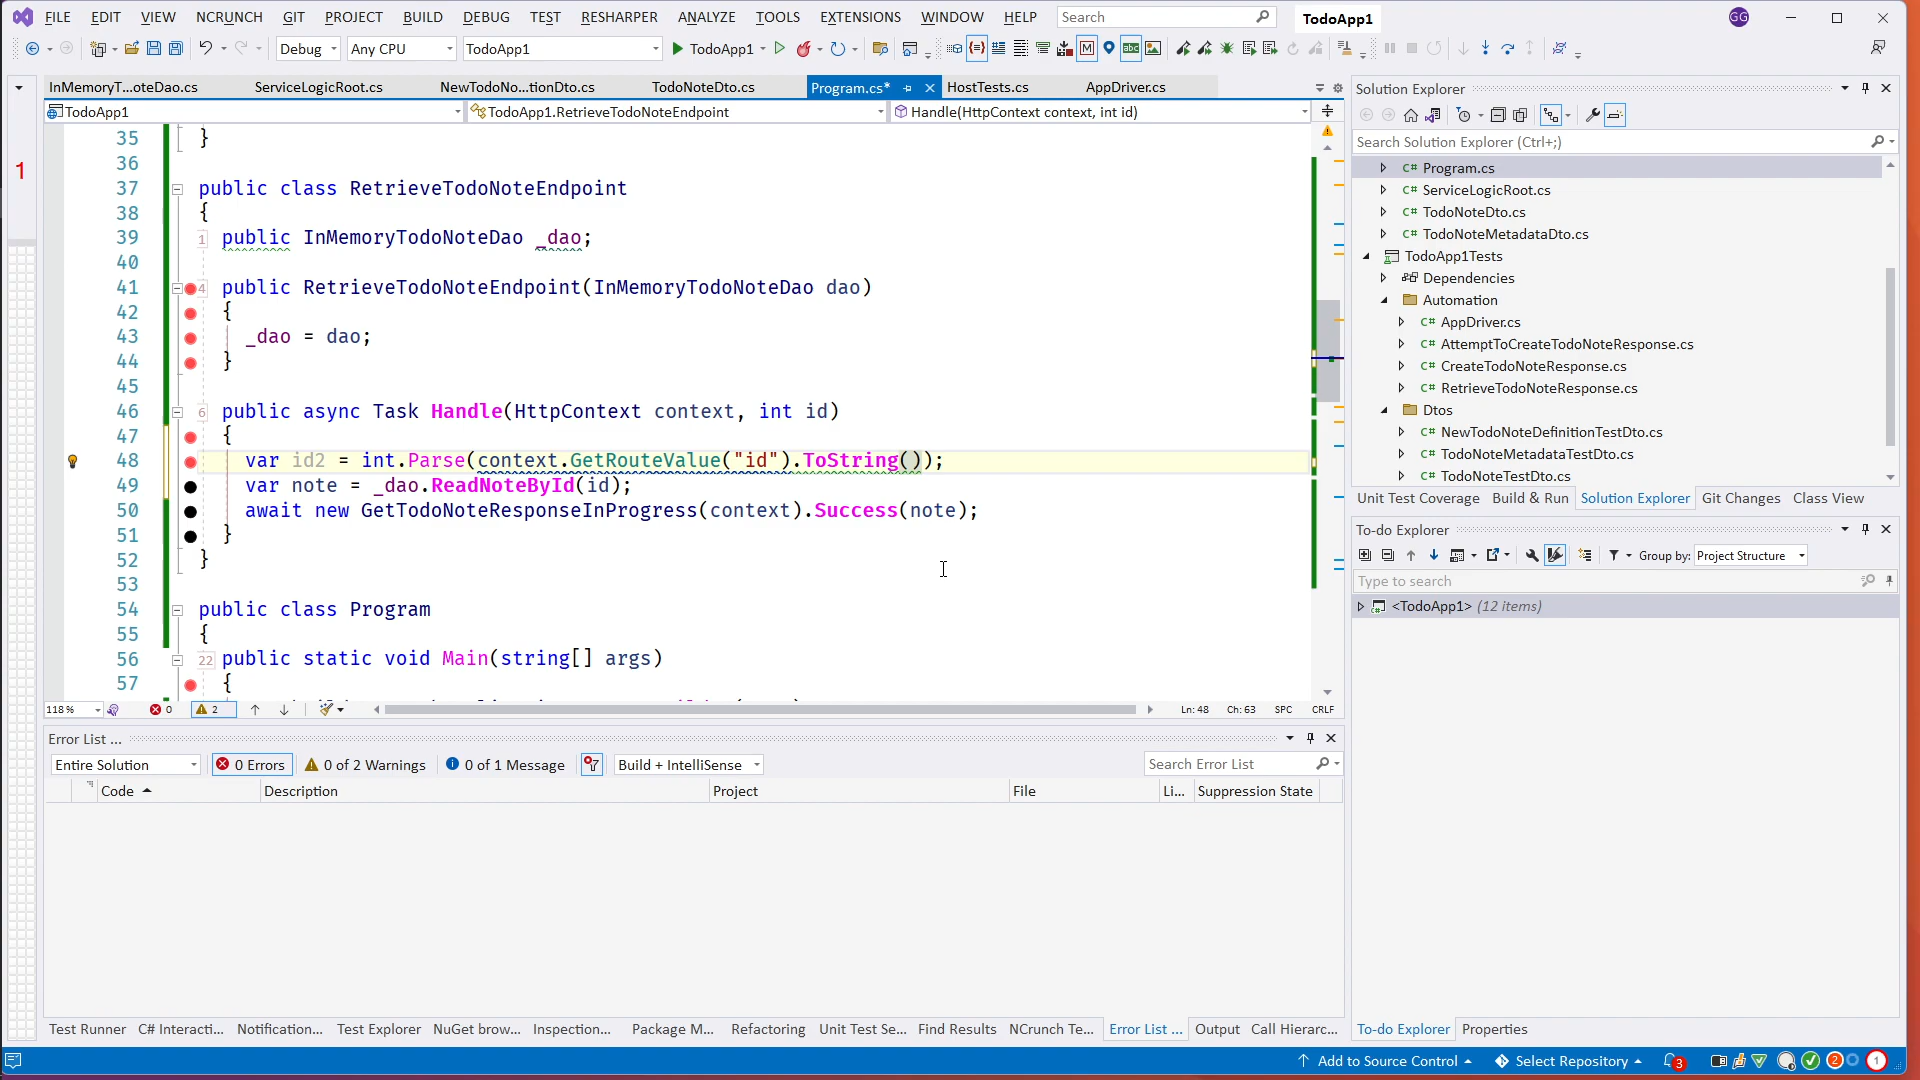 FILE EDIT VIEW NCRUNCH GIT PROJECT BUILD DEBUG TEST RESHARPER ANALYZE TOOLS EXTENSIONS WINDOW HELP Search TodoApp1 GG
Debug Any CPU TodoApp1 TodoApp1
InMemoryT...oteDao.cs ServiceLogicRoot.cs NewTodoNo...tionDto.cs TodoNoteDto.cs Program.cs* HostTests.cs AppDriver.cs
TodoApp1 TodoApp1.RetrieveTodoNoteEndpoint Handle(HttpContext context, int id)
1
35 }
36
37 public class RetrieveTodoNoteEndpoint
38 {
39 1 public InMemoryTodoNoteDao _dao;
40
41 4 public RetrieveTodoNoteEndpoint(InMemoryTodoNoteDao dao)
42 {
43 _dao = dao;
44 }
45
46 6 public async Task Handle(HttpContext context, int id)
47 {
48 var id2 = int.Parse(context.GetRouteValue("id").ToString());
49 var note = _dao.ReadNoteById(id);
50 await new GetTodoNoteResponseInProgress(context).Success(note);
51 }
52 }
53
54 public class Program
55 {
56 22 public static void Main(string[] args)
57 {
118 % 0 2 Ln: 48 Ch: 63 SPC CRLF
Error List ...
Entire Solution 0 Errors 0 of 2 Warnings 0 of 1 Message Build + IntelliSense Search Error List
Code Description Project File Li... Suppression State
Test Runner C# Interacti... Notification... Test Explorer NuGet brow... Inspection... Package M... Refactoring Unit Test Se... Find Results NCrunch Te... Error List ... Output Call Hierarc...
Solution Explorer
Search Solution Explorer (Ctrl+;)
C# Program.cs
C# ServiceLogicRoot.cs
C# TodoNoteDto.cs
C# TodoNoteMetadataDto.cs
TodoApp1Tests
Dependencies
Automation
C# AppDriver.cs
C# AttemptToCreateTodoNoteResponse.cs
C# CreateTodoNoteResponse.cs
C# RetrieveTodoNoteResponse.cs
Dtos
C# NewTodoNoteDefinitionTestDto.cs
C# TodoNoteMetadataTestDto.cs
C# TodoNoteTestDto.cs
Unit Test Coverage Build & Run Solution Explorer Git Changes Class View
To-do Explorer
Group by: Project Structure
Type to search
<TodoApp1> (12 items)
To-do Explorer Properties
Add to Source Control Select Repository 3 2 1